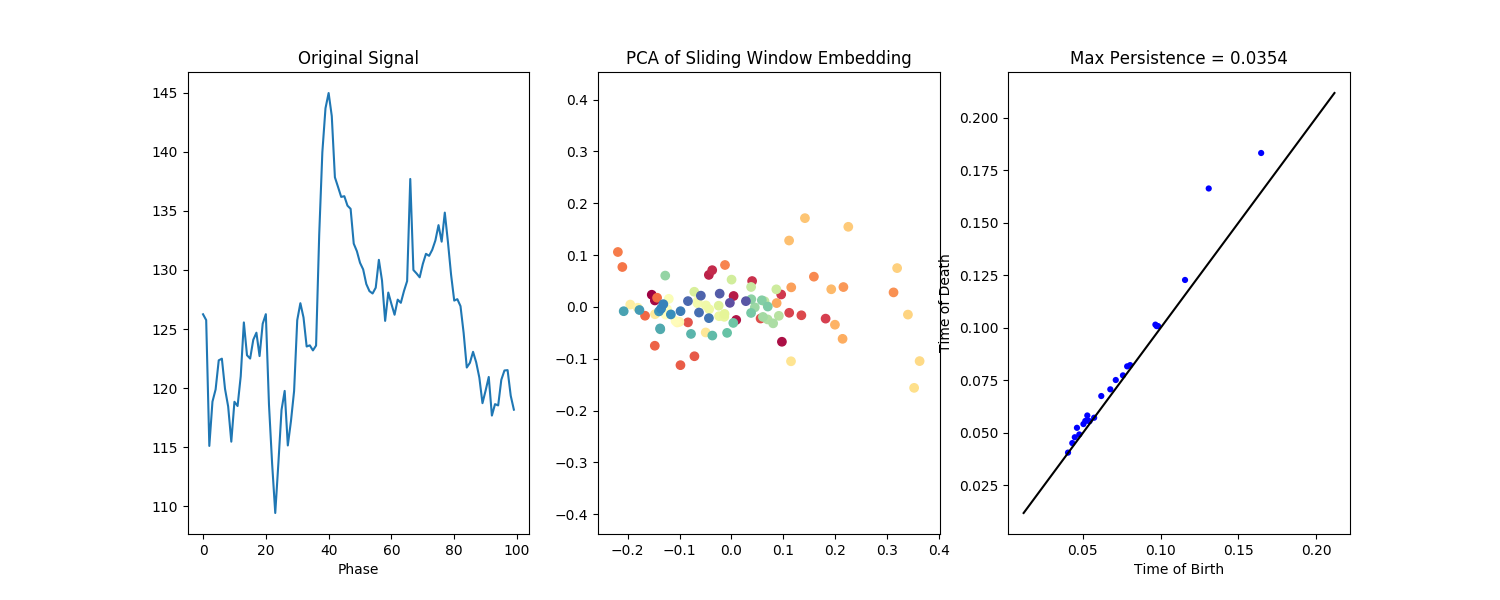 Original Signal
145
140
135
130
125
120
115
110
0 20 40 60 80 100
Phase
PCA of Sliding Window Embedding
0.4
0.3
0.2
0.1
0.0
−0.1
−0.2
−0.3
−0.4
−0.2 −0.1 0.0 0.1 0.2 0.3 0.4
Max Persistence = 0.0354
Time of Death
0.200
0.175
0.150
0.125
0.100
0.075
0.050
0.025
0.05 0.10 0.15 0.20
Time of Birth